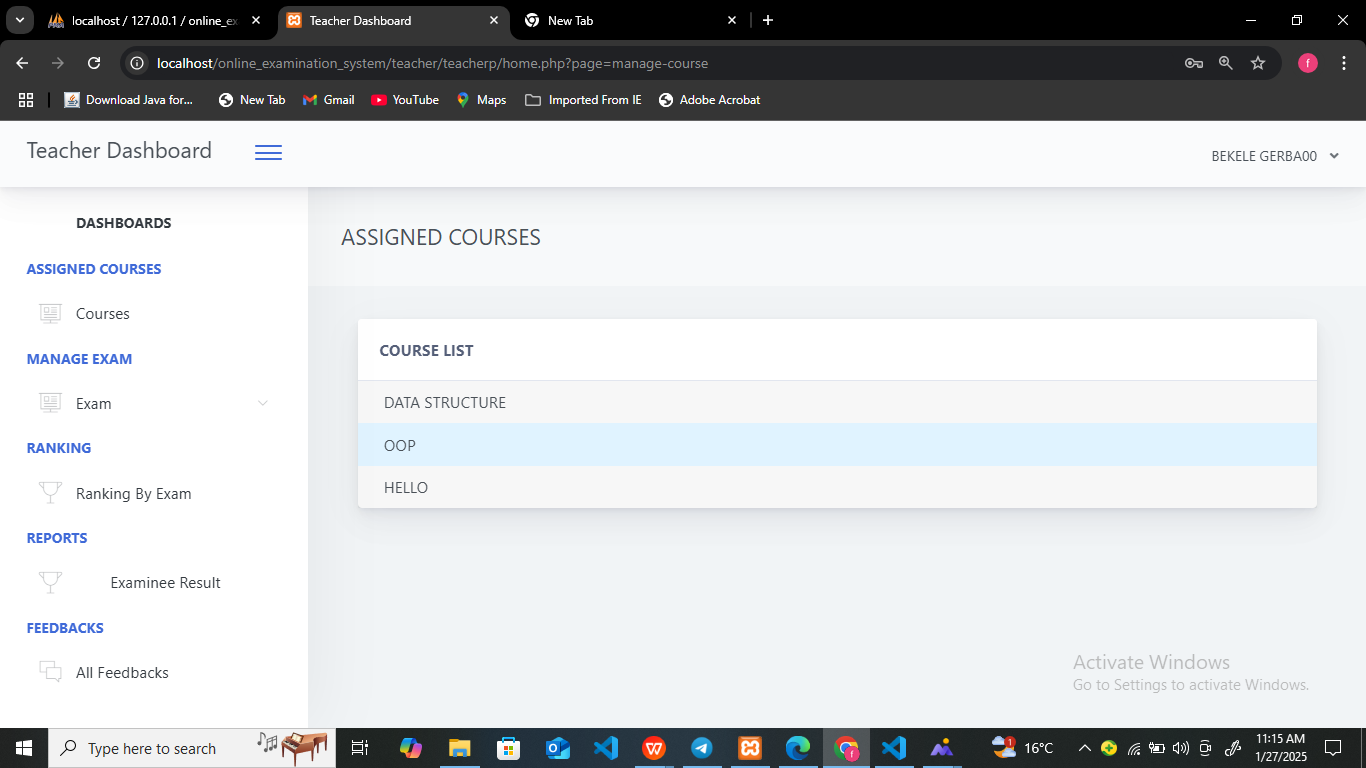 localhost / 127.0.0.1 / online_ex
Teacher Dashboard
New Tab
localhost/online_examination_system/teacher/teacherp/home.php?page=manage-course
f
Download Java for...
New Tab
Gmail
YouTube
Maps
Imported From IE
Adobe Acrobat
Teacher Dashboard
BEKELE GERBA00
DASHBOARDS
ASSIGNED COURSES
Courses
MANAGE EXAM
Exam
RANKING
Ranking By Exam
REPORTS
Examinee Result
FEEDBACKS
All Feedbacks
ASSIGNED COURSES
COURSE LIST
DATA STRUCTURE
OOP
HELLO
Activate Windows
Go to Settings to activate Windows.
Type here to search
1
16°C
11:15 AM
1/27/2025